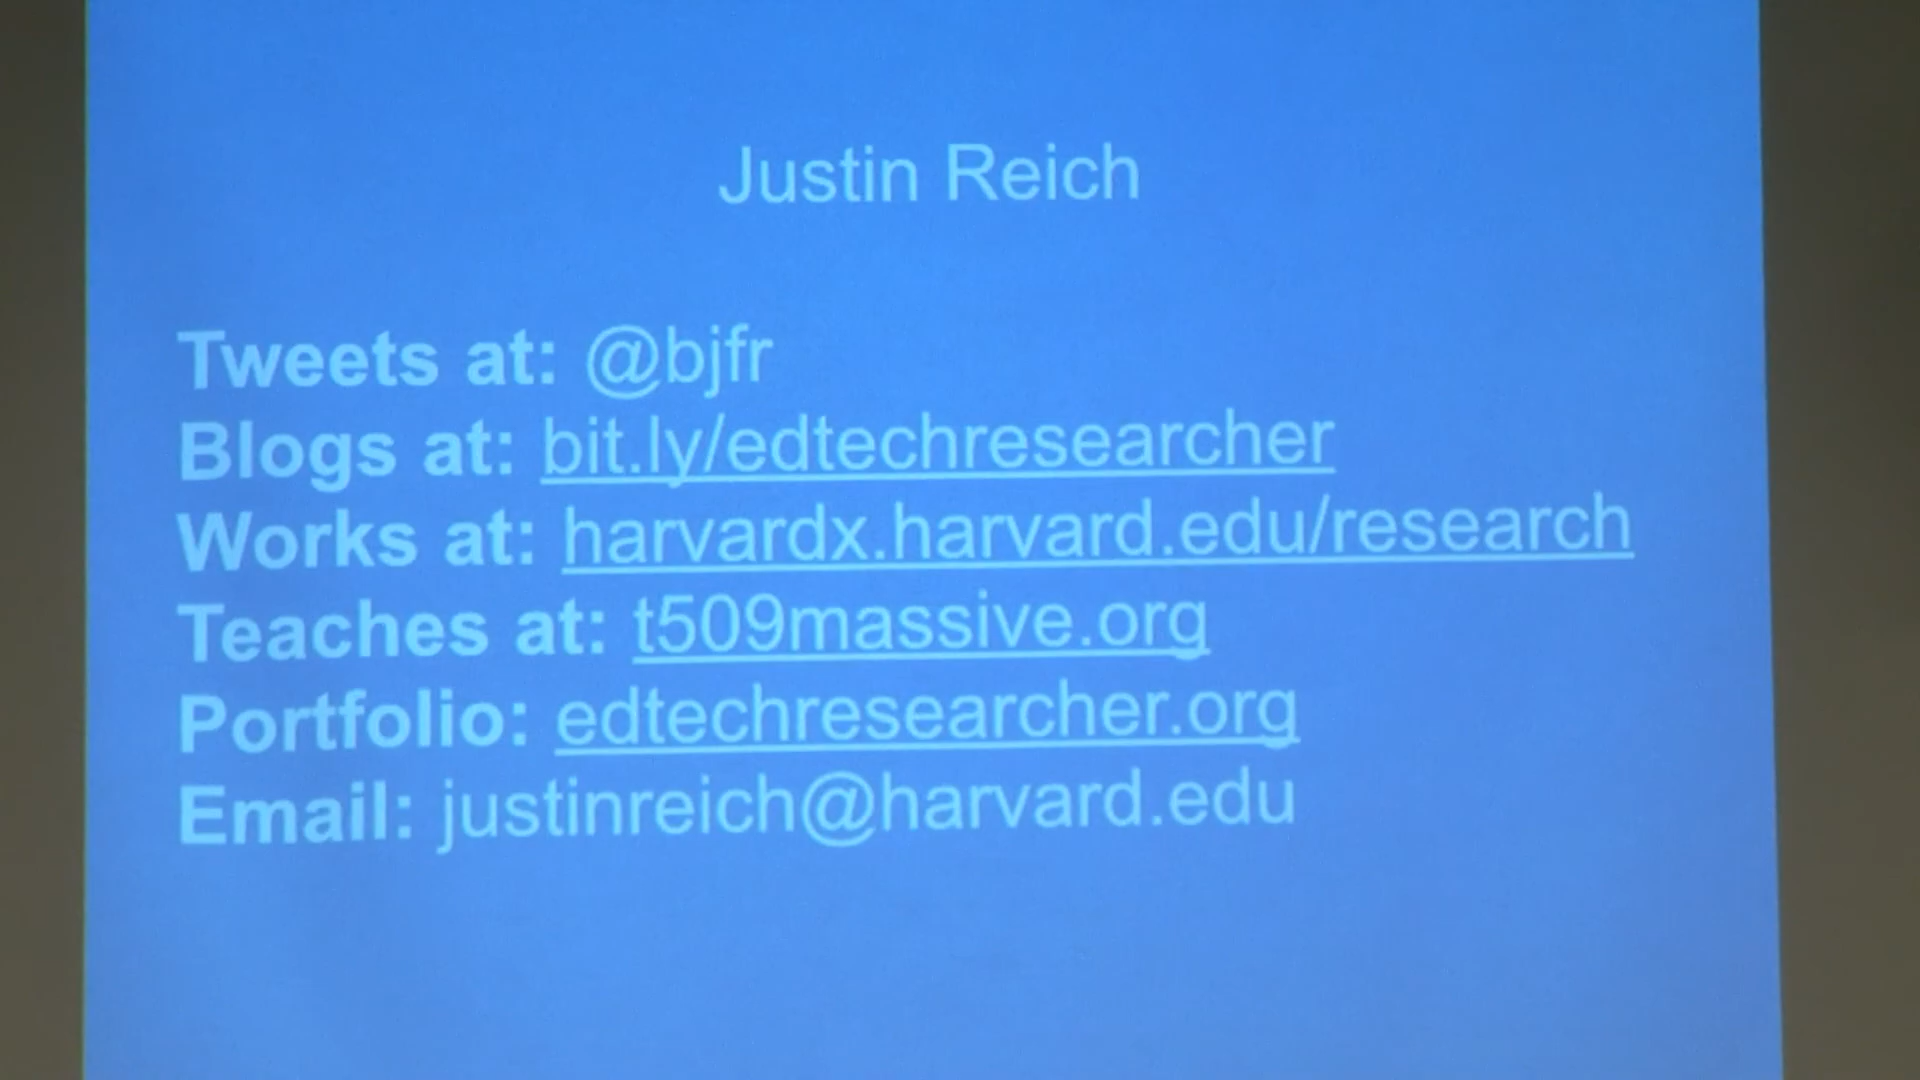 Justin Reich
Tweets at: @bjfr
Blogs at: bit.ly/edtechresearcher
Works at: harvardx.harvard.edu/research
Teaches at: t509massive.org
Portfolio: edtechresearcher.org
Email: justinreich@harvard.edu